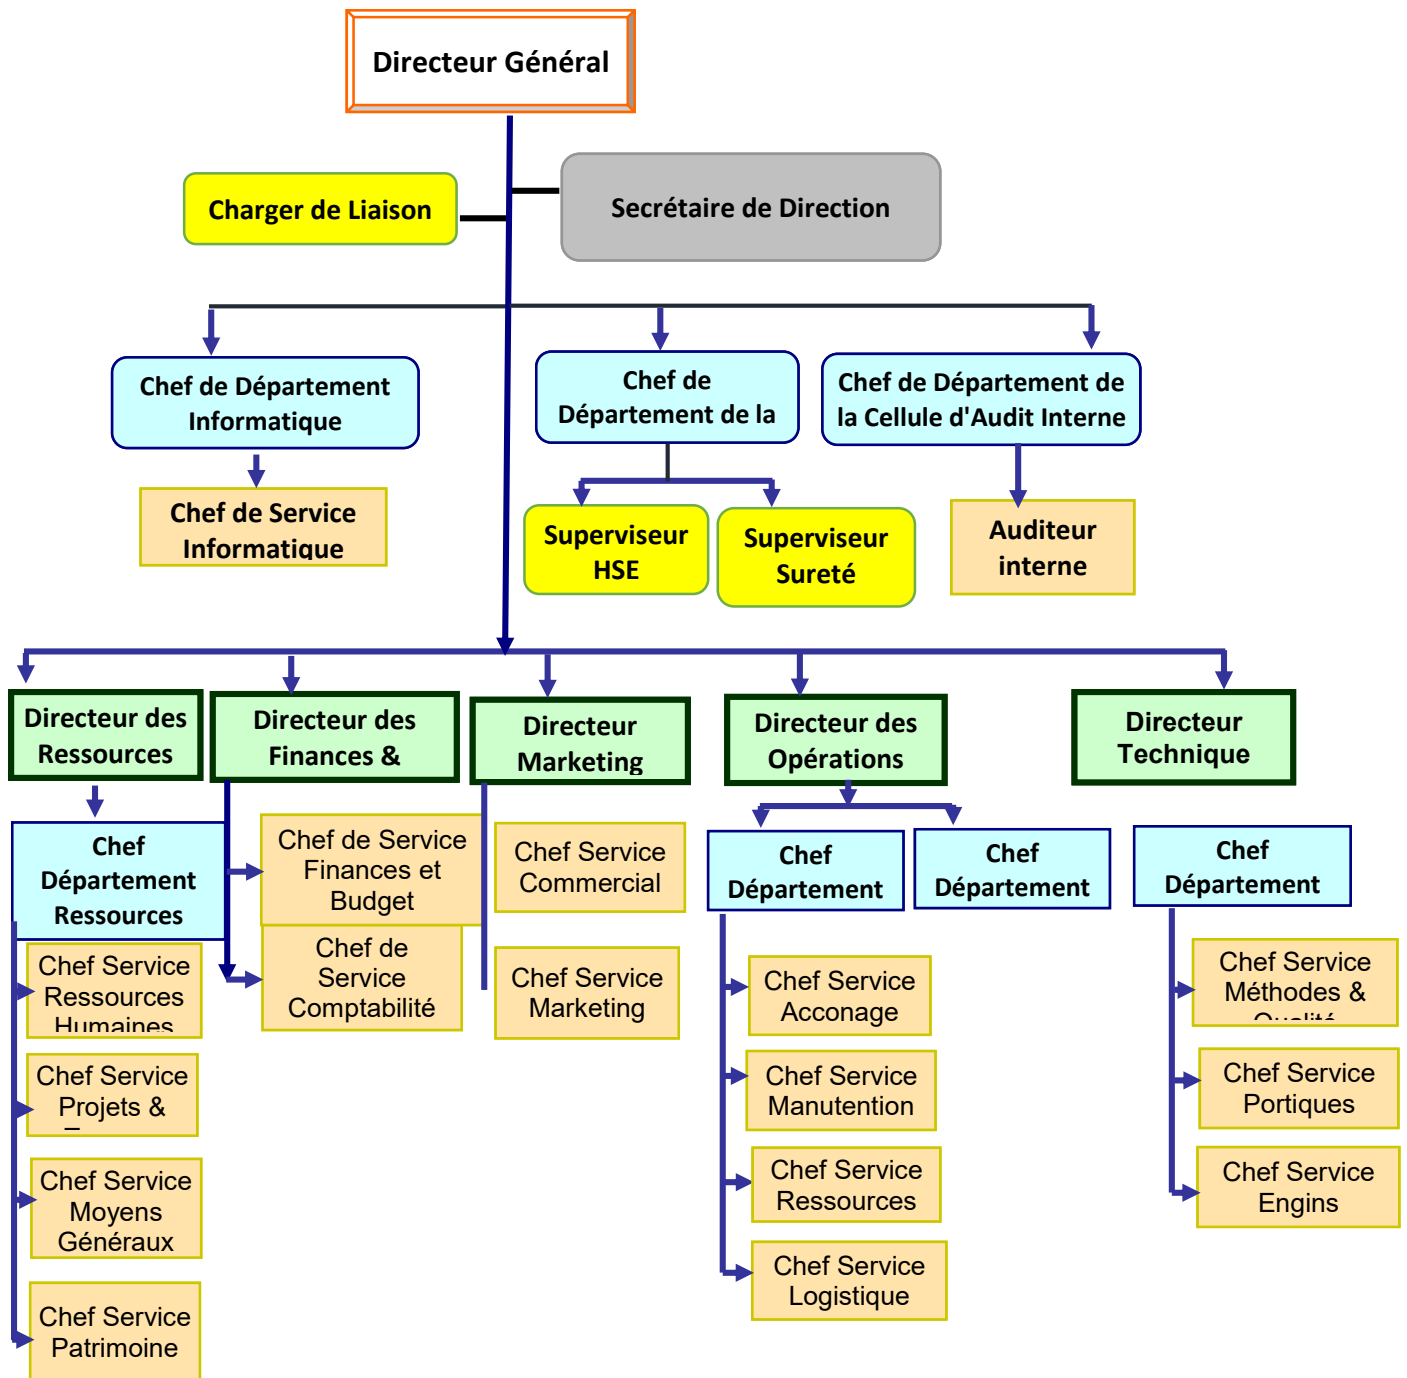 Directeur Général
Charger de Liaison
Secrétaire de Direction
Chef de Département
Informatique
Chef de
Département de la
Chef de Département de
la Cellule d'Audit Interne
Chef de Service
Informatique
Superviseur
HSE
Superviseur
Sureté
Auditeur
interne
Directeur des
Ressources
Directeur des
Finances &
Directeur
Marketing
Directeur des
Opérations
Directeur
Technique
Chef
Département
Ressources
Chef Service
Ressources
Humaines
Chef Service
Projets &
Chef Service
Moyens
Généraux
Chef Service
Patrimoine
Chef de Service
Finances et
Budget
Chef de
Service
Comptabilité
Chef Service
Commercial
Chef Service
Marketing
Chef
Département
Chef
Département
Chef Service
Acconage
Chef Service
Manutention
Chef Service
Ressources
Chef Service
Logistique
Chef
Département
Chef Service
Méthodes &
Qualité
Chef Service
Portiques
Chef Service
Engins